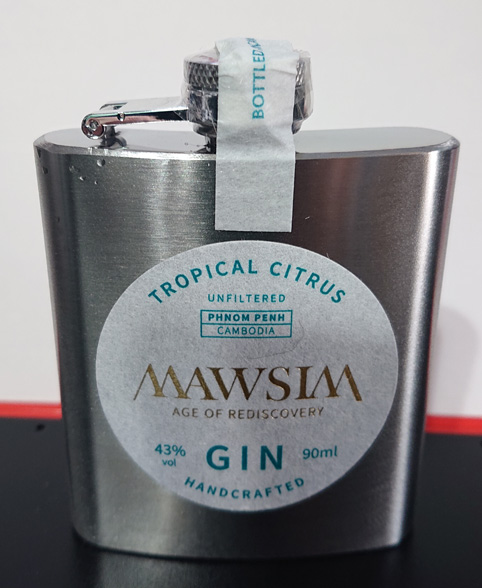 BOTTLED
TROPICAL CITRUS
UNFILTERED
PHNOM PENH
CAMBODIA
MAWSIM
AGE OF REDISCOVERY
43%
vol
GIN
90ml
HANDCRAFTED